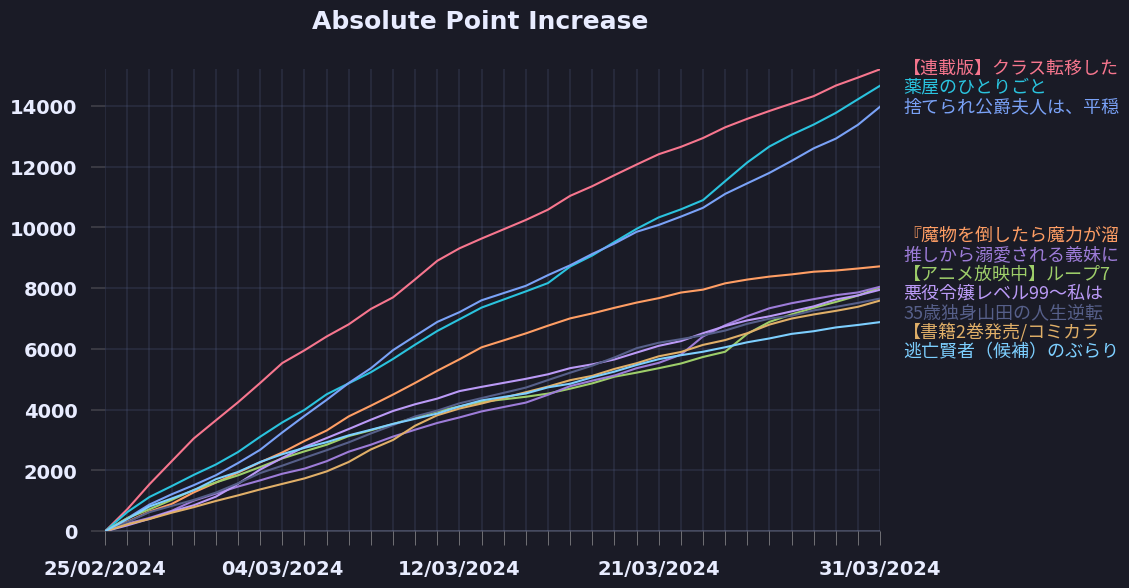 Absolute Point Increase
14000
12000
10000
8000
6000
4000
2000
0
25/02/2024
04/03/2024
12/03/2024
21/03/2024
31/03/2024
【連載版】クラス転移した
薬屋のひとりごと
捨てられ公爵夫人は、平穏
『魔物を倒したら魔力が溜
推しから溺愛される義妹に
【アニメ放映中】ループ7
悪役令嬢レベル99～私は
35歳独身山田の人生逆転
【書籍2巻発売/コミカラ
逃亡賢者（候補）のぶらり